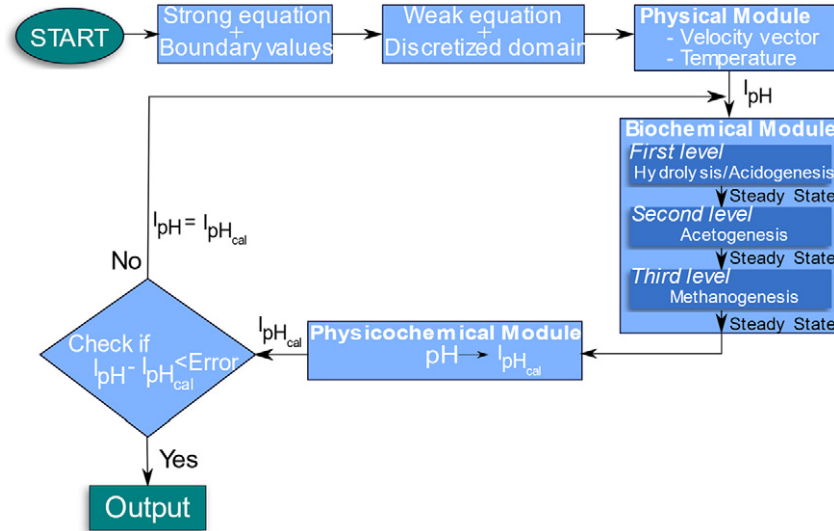 START
Strong equation
+
Boundary values
Weak equation
+
Discretized domain
Physical Module
- Velocity vector
- Temperature
IpH
Biochemical Module
First level
Hydrolysis/Acidogenesis
Steady State
Second level
Acetogenesis
Steady State
Third level
Methanogenesis
Steady State
Physicochemical Module
pH → IpHcal
IpHcal
Check if
IpH - IpHcal <Error
No
IpH = IpHcal
Yes
Output